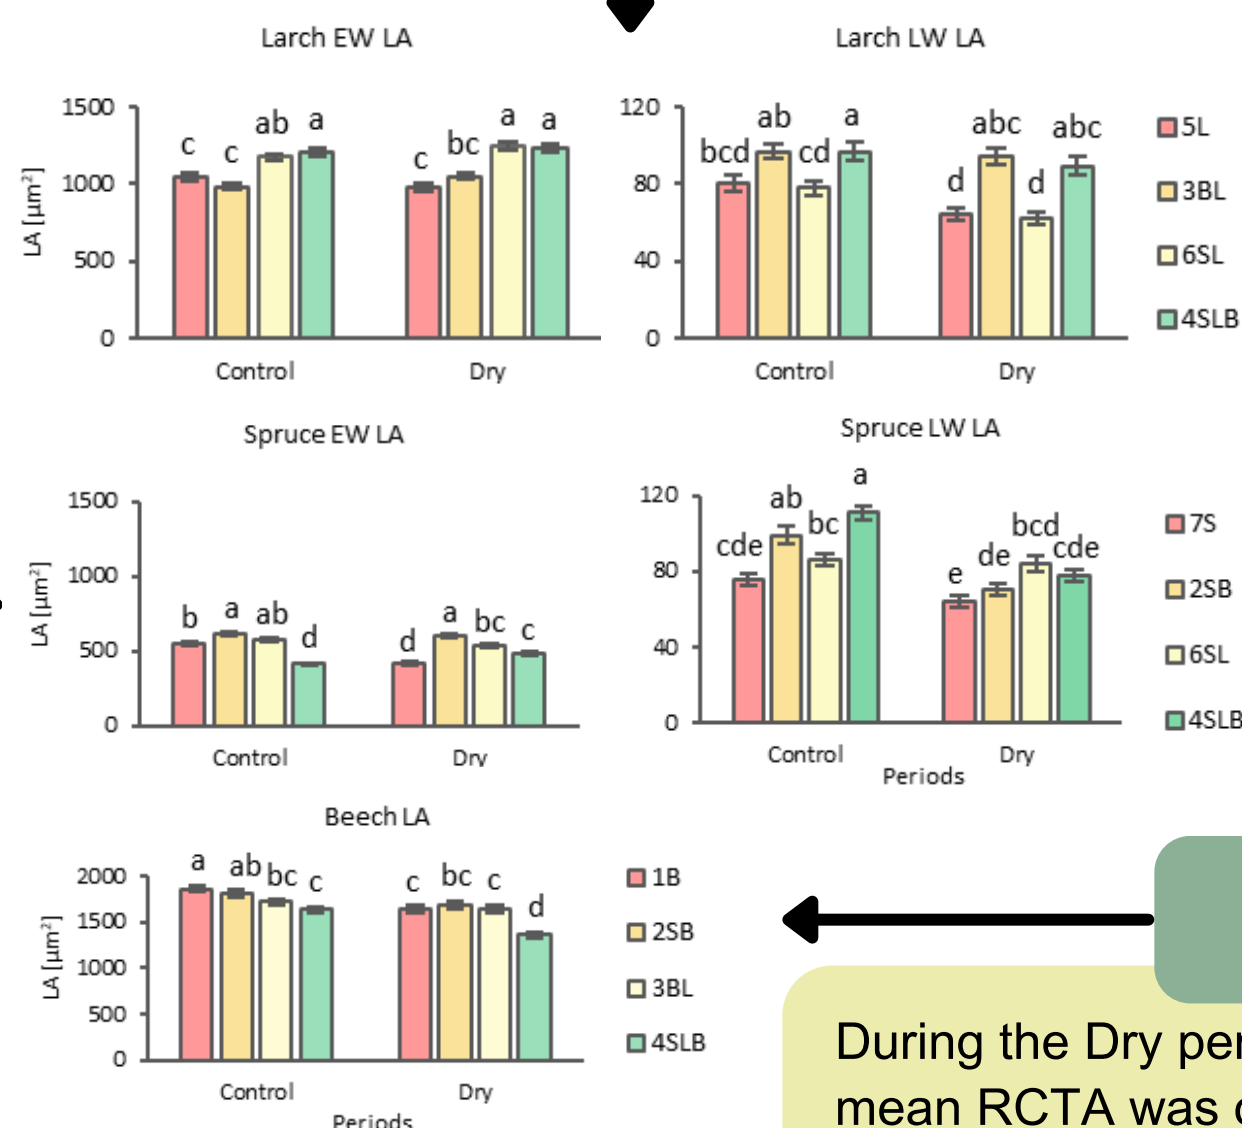 Larch EW LA
1500
1000
500
0
LA [µm²]
c c ab a
c bc a a
Control Dry
Larch LW LA
120
80
40
0
bcd ab cd a
d abc d abc
Control Dry
5L
3BL
6SL
4SLB
Spruce EW LA
1500
1000
500
0
LA [µm²]
b a ab d
d a bc c
Control Dry
Spruce LW LA
120
80
40
0
cde ab bc a
e de bcd cde
Control Dry
Periods
7S
2SB
6SL
4SLB
Beech LA
2000
1500
1000
500
0
LA [µm²]
a ab bc c
c bc c d
Control Dry
Periods
1B
2SB
3BL
4SLB
During the Dry per
mean RCTA was